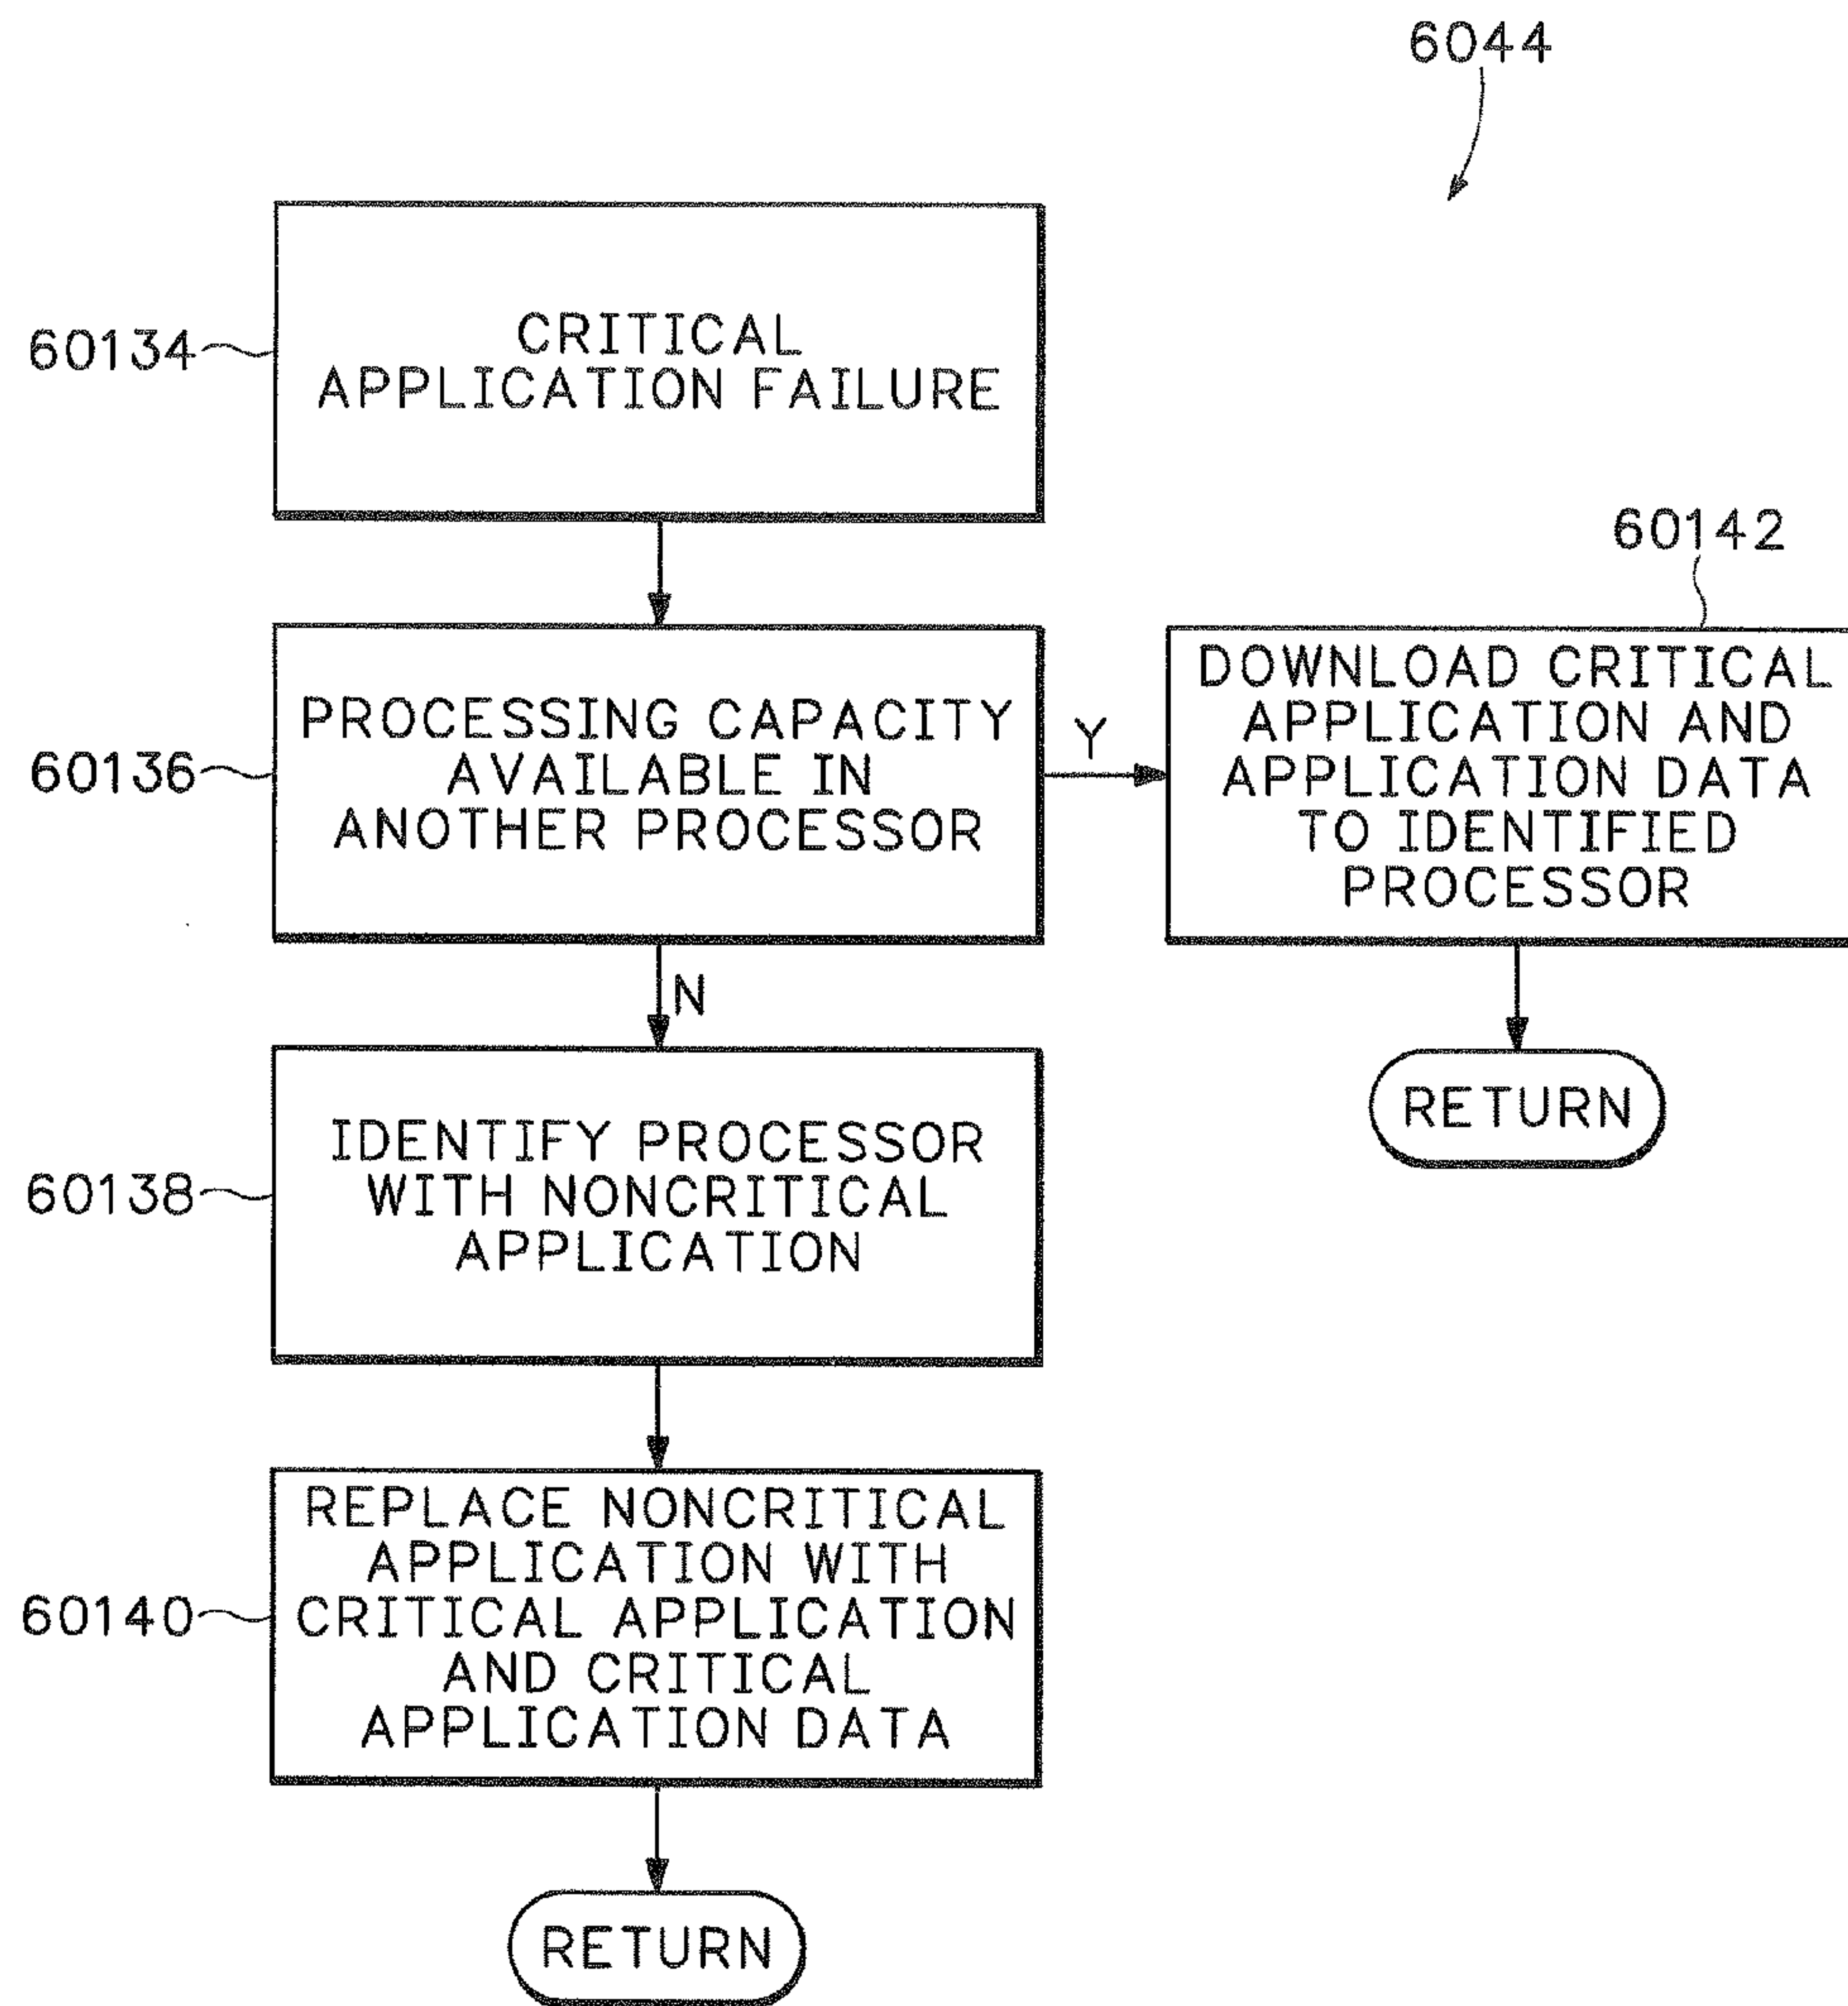 6044
60134
CRITICAL
APPLICATION FAILURE
60136
PROCESSING CAPACITY
AVAILABLE IN
ANOTHER PROCESSOR
Y
60142
DOWNLOAD CRITICAL
APPLICATION AND
APPLICATION DATA
TO IDENTIFIED
PROCESSOR
RETURN
N
60138
IDENTIFY PROCESSOR
WITH NONCRITICAL
APPLICATION
60140
REPLACE NONCRITICAL
APPLICATION WITH
CRITICAL APPLICATION
AND CRITICAL
APPLICATION DATA
RETURN